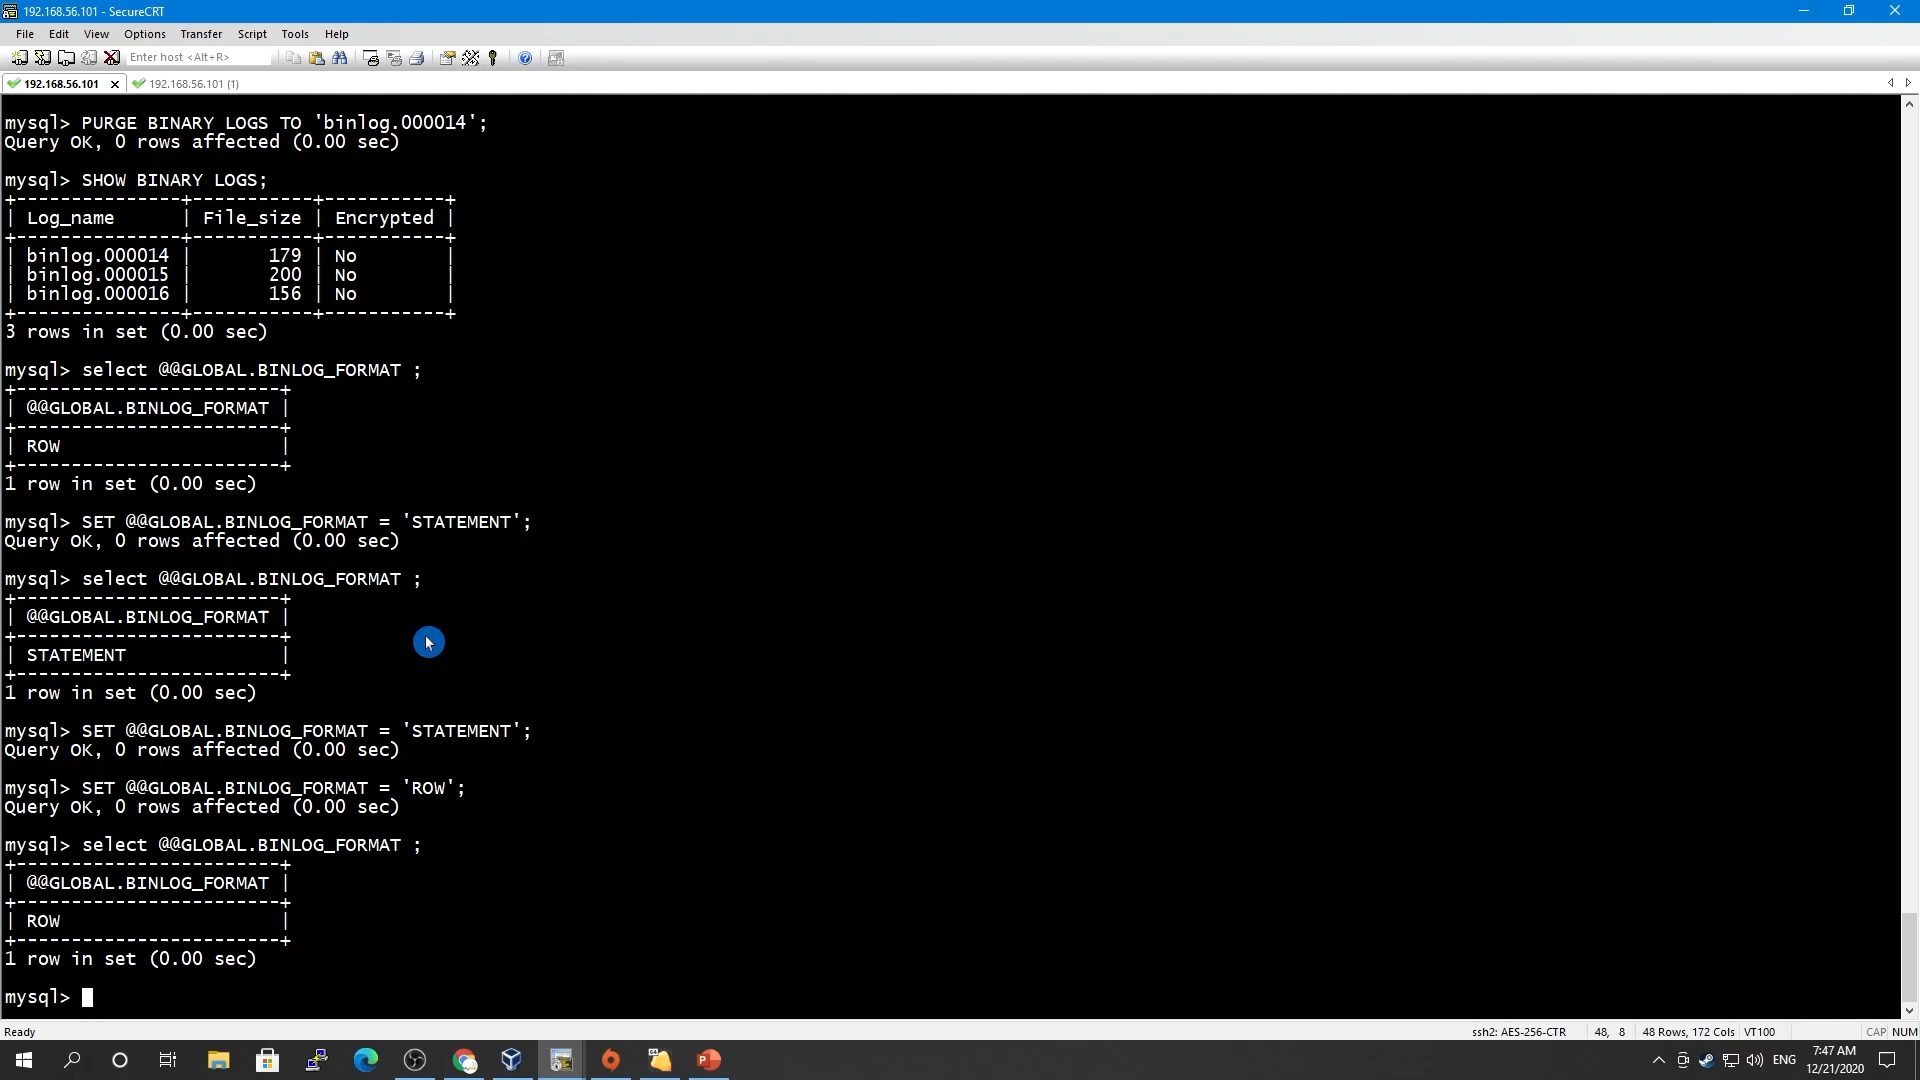 192.168.56.101 - SecureCRT
File Edit View Options Transfer Script Tools Help
Enter host <Alt+R>
192.168.56.101 192.168.56.101 (1)
mysql> PURGE BINARY LOGS TO 'binlog.000014';
Query OK, 0 rows affected (0.00 sec)
mysql> SHOW BINARY LOGS;
+---------------+-----------+-----------+
| Log_name      | File_size | Encrypted |
+---------------+-----------+-----------+
| binlog.000014 |       179 | No        |
| binlog.000015 |       200 | No        |
| binlog.000016 |       156 | No        |
+---------------+-----------+-----------+
3 rows in set (0.00 sec)
mysql> select @@GLOBAL.BINLOG_FORMAT ;
+------------------------+
| @@GLOBAL.BINLOG_FORMAT |
+------------------------+
| ROW                    |
+------------------------+
1 row in set (0.00 sec)
mysql> SET @@GLOBAL.BINLOG_FORMAT = 'STATEMENT';
Query OK, 0 rows affected (0.00 sec)
mysql> select @@GLOBAL.BINLOG_FORMAT ;
+------------------------+
| @@GLOBAL.BINLOG_FORMAT |
+------------------------+
| STATEMENT              |
+------------------------+
1 row in set (0.00 sec)
mysql> SET @@GLOBAL.BINLOG_FORMAT = 'STATEMENT';
Query OK, 0 rows affected (0.00 sec)
mysql> SET @@GLOBAL.BINLOG_FORMAT = 'ROW';
Query OK, 0 rows affected (0.00 sec)
mysql> select @@GLOBAL.BINLOG_FORMAT ;
+------------------------+
| @@GLOBAL.BINLOG_FORMAT |
+------------------------+
| ROW                    |
+------------------------+
1 row in set (0.00 sec)
mysql>
Ready ssh2: AES-256-CTR 48, 8 48 Rows, 172 Cols VT100 CAP NUM
ENG 7:47 AM
12/21/2020